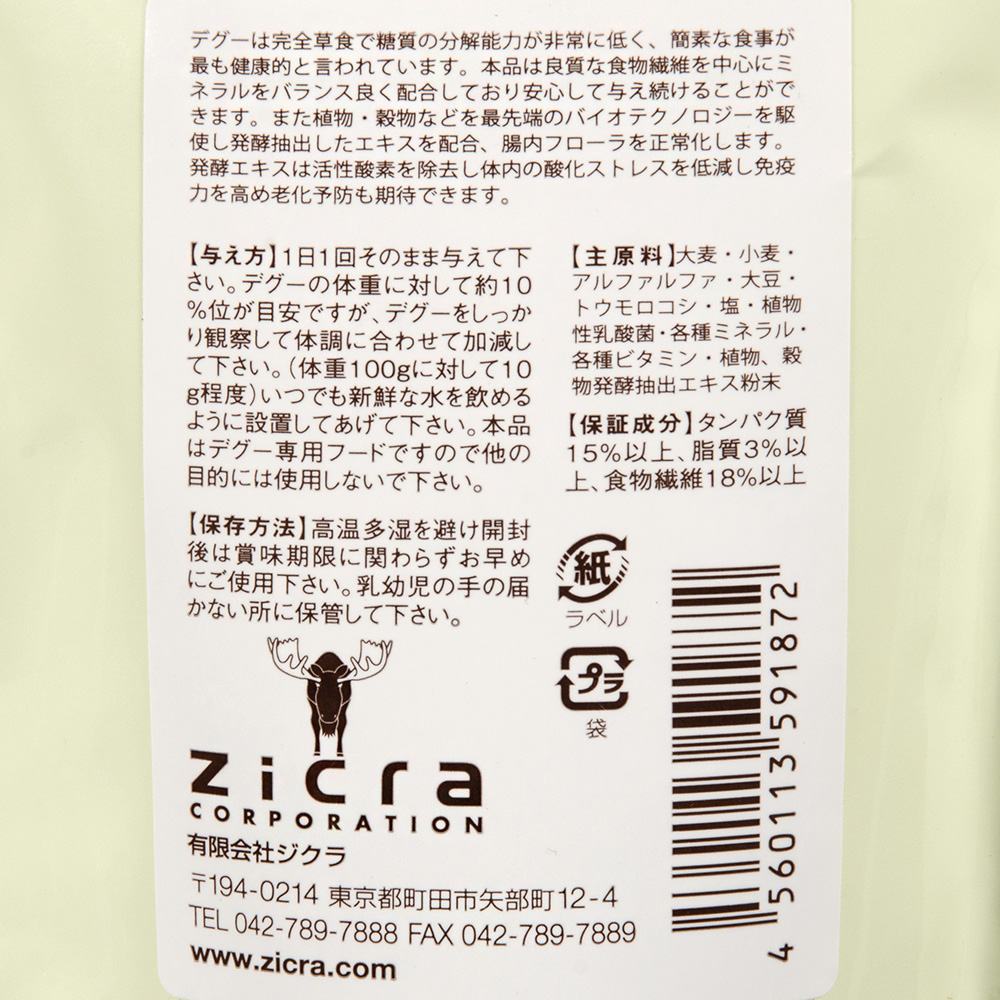 デグーは完全草食で糖質の分解能力が非常に低く、簡素な食事が
最も健康的と言われています。本品は良質な食物繊維を中心にミ
ネラルをバランス良く配合しており安心して与え続けることがで
きます。また植物・穀物などを最先端のバイオテクノロジーを駆
使し発酵抽出したエキスを配合、腸内フローラを正常化します。
発酵エキスは活性酸素を除去し体内の酸化ストレスを低減し免疫
力を高め老化予防も期待できます。
【与え方】1日1回そのまま与えて下
さい。デグーの体重に対して約10
%位が目安ですが、デグーをしっか
り観察して体調に合わせて加減し
て下さい。(体重100gに対して10
g程度)いつでも新鮮な水を飲める
ように設置してあげて下さい。本品
はデグー専用フードですので他の
目的には使用しないで下さい。
【保存方法】高温多湿を避け開封
後は賞味期限に関わらずお早め
にご使用下さい。乳幼児の手の届
かない所に保管して下さい。
【主原料】大麦・小麦・
アルファルファ・大豆・
トウモロコシ・塩・植物
性乳酸菌・各種ミネラル・
各種ビタミン・植物、穀
物発酵抽出エキス粉末
【保証成分】タンパク質
15%以上、脂質3%以
上、食物繊維18%以上
紙
ラベル
プラ
袋
4 560113 591872
zicra
CORPORATION
有限会社ジクラ
〒194-0214 東京都町田市矢部町12-4
TEL 042-789-7888 FAX 042-789-7889
www.zicra.com